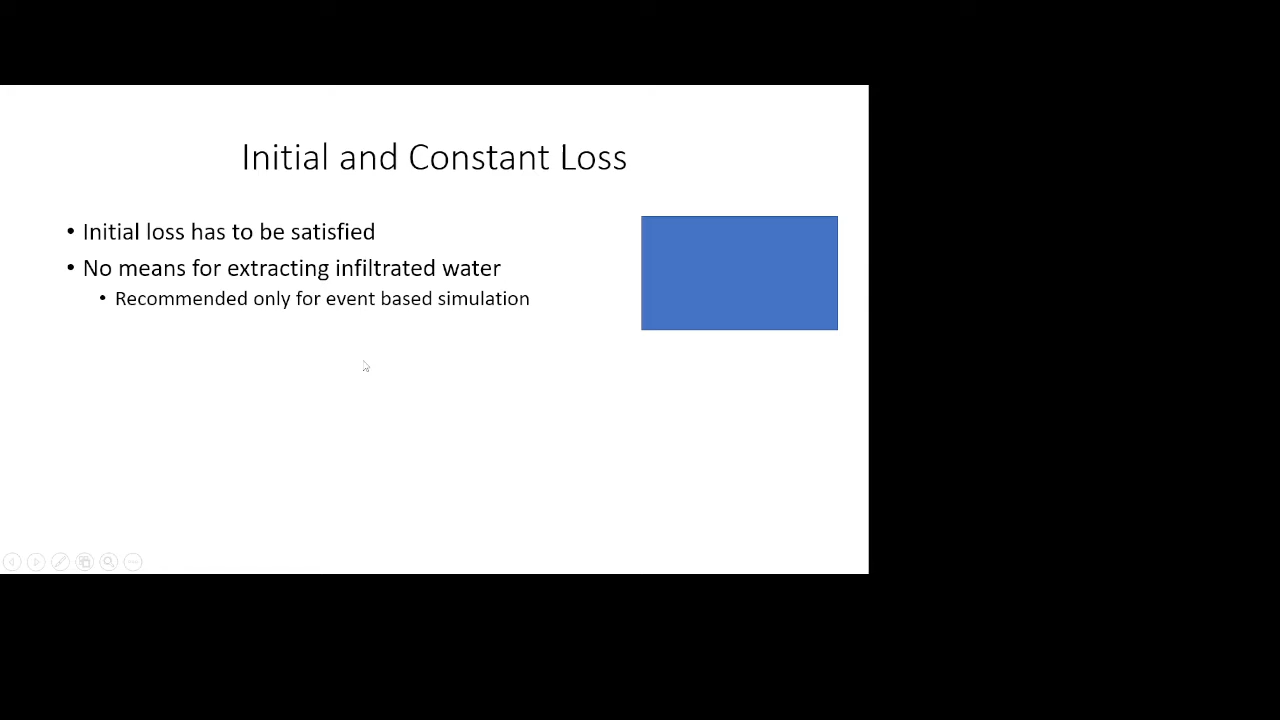 Initial and Constant Loss
• Initial loss has to be satisfied
• No means for extracting infiltrated water
• Recommended only for event based simulation